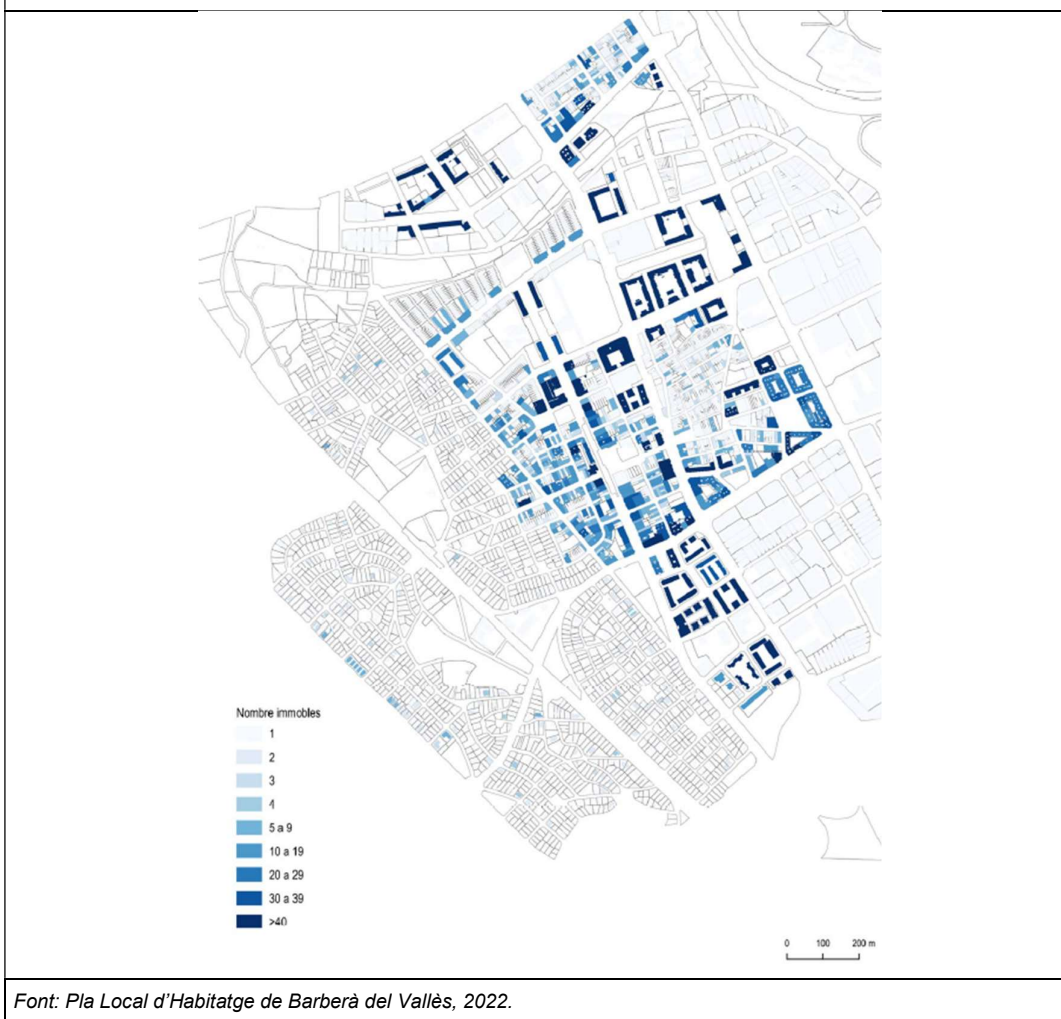 Nombre immobles
1
2
3
4
5 a 9
10 a 19
20 a 29
30 a 39
>40
0 100 200 m
Font: Pla Local d'Habitatge de Barberà del Vallès, 2022.